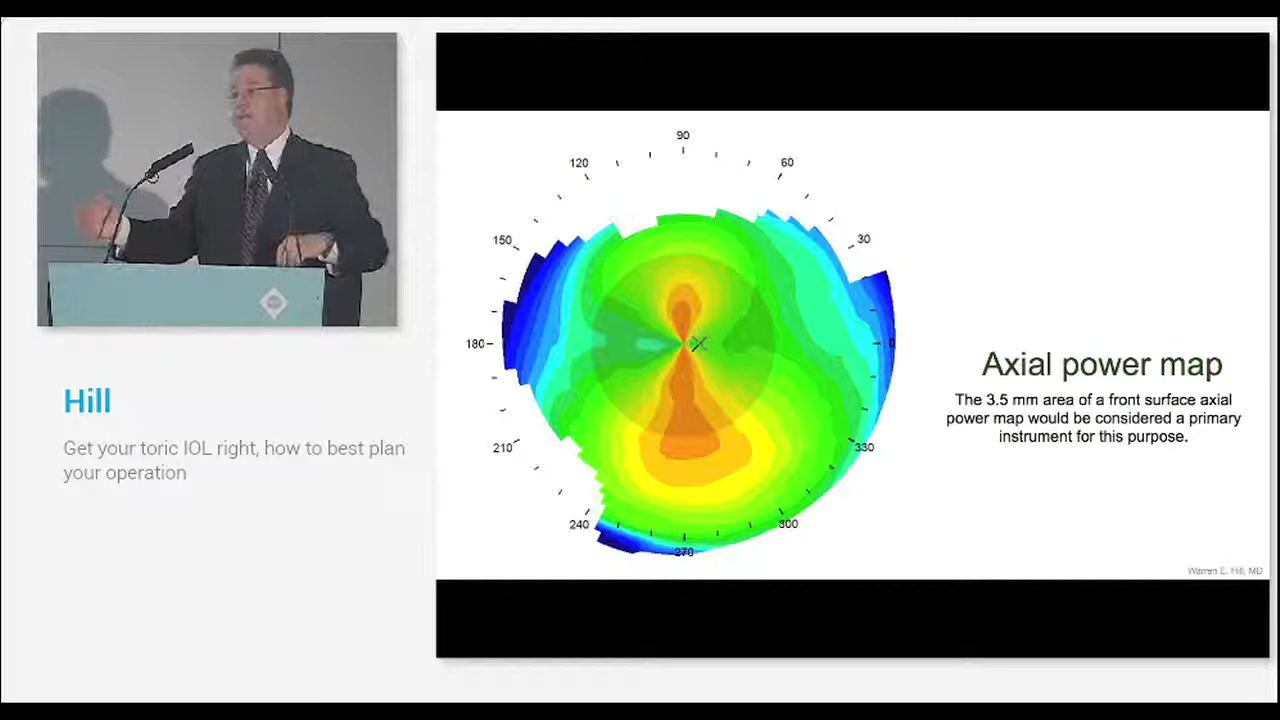 Hill
Get your toric IOL right, how to best plan
your operation
90
120
60
150
30
180
0
210
330
240
300
270
Axial power map
The 3.5 mm area of a front surface axial
power map would be considered a primary
instrument for this purpose.
Warren E. Hill, MD